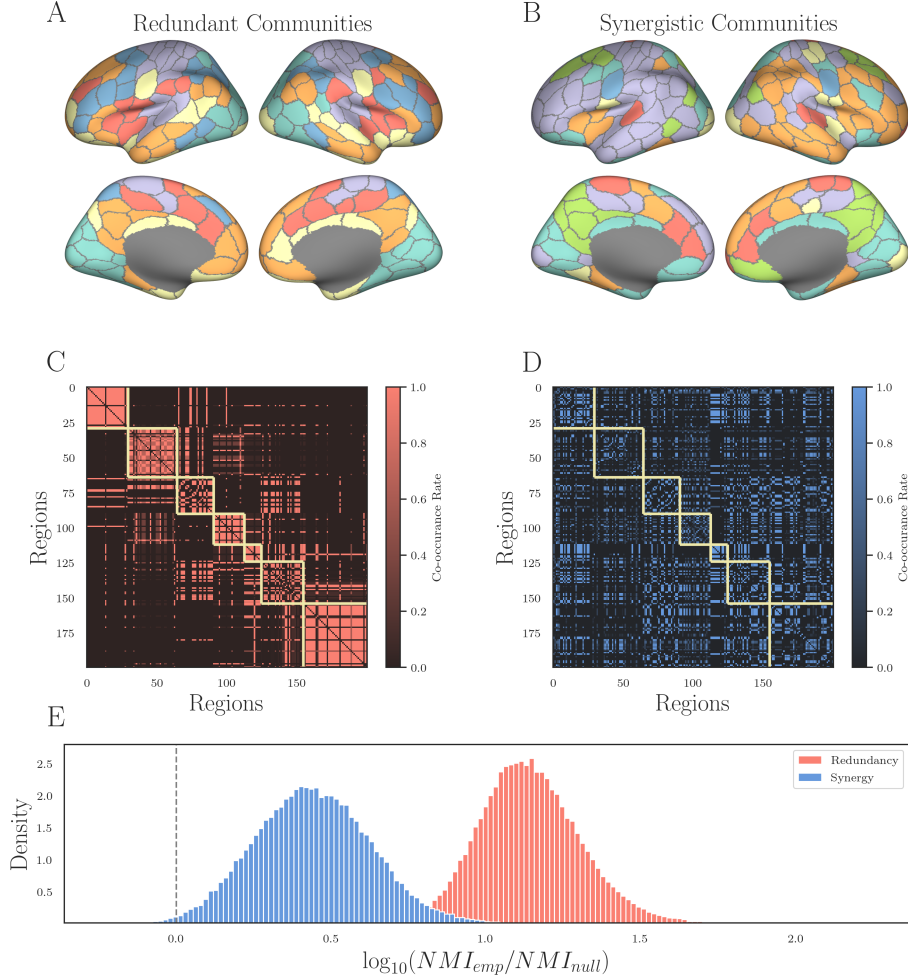 A
Redundant Communities
B
Synergistic Communities
C
0
25
50
75
100
125
150
175
Regions
0
50
100
150
Regions
1.0
0.8
0.6
0.4
0.2
0.0
Co-occurance Rate
D
0
25
50
75
100
125
150
175
Regions
0
50
100
150
Regions
1.0
0.8
0.6
0.4
0.2
0.0
Co-occurance Rate
E
2.5
2.0
1.5
1.0
0.5
Density
Redundancy
Synergy
0.0
0.5
1.0
1.5
2.0
log₁₀(NMI_emp/NMI_null)